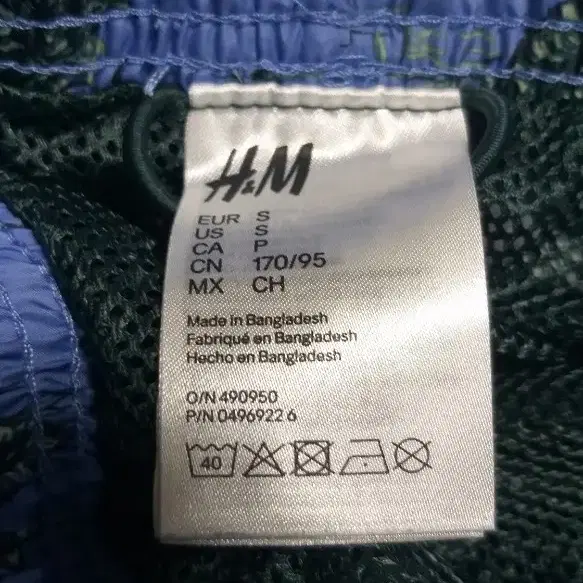 H&M
EUR S
US S
CA P
CN 170/95
MX CH
Made in Bangladesh
Fabriqué en Bangladesh
Hecho en Bangladesh
O/N 490950
P/N 0496922 6
40